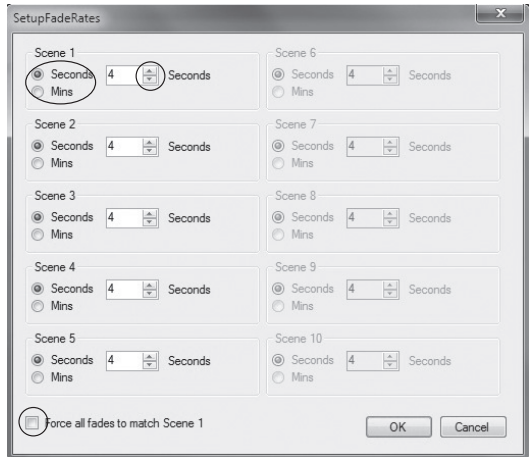 SetupFadeRates
Scene 1
Seconds 4 Seconds
Mins
Scene 2
Seconds 4 Seconds
Mins
Scene 3
Seconds 4 Seconds
Mins
Scene 4
Seconds 4 Seconds
Mins
Scene 5
Seconds 4 Seconds
Mins
Scene 6
Seconds 4 Seconds
Mins
Scene 7
Seconds 4 Seconds
Mins
Scene 8
Seconds 4 Seconds
Mins
Scene 9
Seconds 4 Seconds
Mins
Scene 10
Seconds 4 Seconds
Mins
Force all fades to match Scene 1
OK Cancel